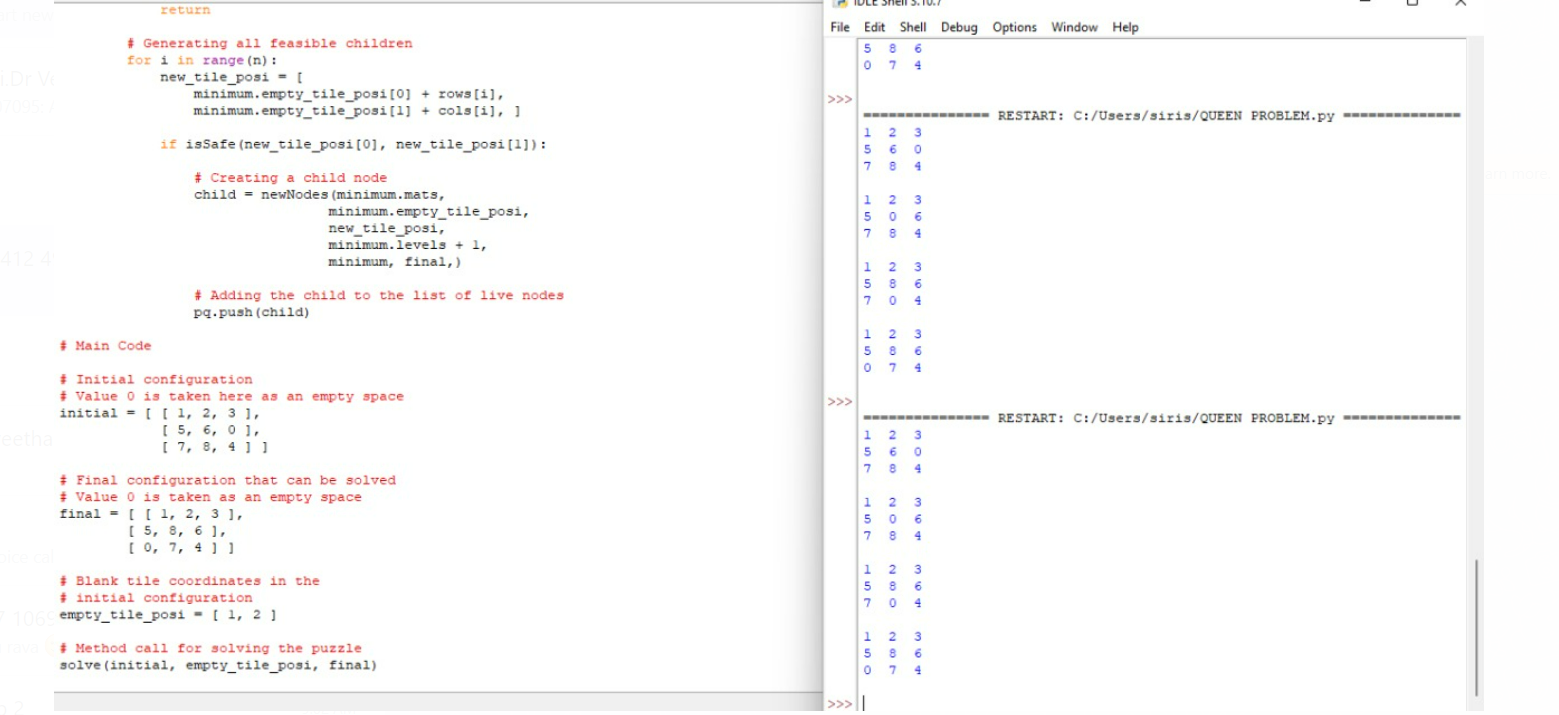 return
# Generating all feasible children
for i in range(n):
new_tile_posi = [
minimum.empty_tile_posi[0] + rows[i],
minimum.empty_tile_posi[1] + cols[i], ]
if isSafe(new_tile_posi[0], new_tile_posi[1]):
# Creating a child node
child = newNodes(minimum.mats,
minimum.empty_tile_posi,
new_tile_posi,
minimum.levels + 1,
minimum, final,)
# Adding the child to the list of live nodes
pq.push(child)
# Main Code
# Initial configuration
# Value 0 is taken here as an empty space
initial = [ [ 1, 2, 3 ],
[ 5, 6, 0 ],
[ 7, 8, 4 ] ]
# Final configuration that can be solved
# Value 0 is taken as an empty space
final = [ [ 1, 2, 3 ],
[ 5, 8, 6 ],
[ 0, 7, 4 ] ]
# Blank tile coordinates in the
# initial configuration
empty_tile_posi = [ 1, 2 ]
# Method call for solving the puzzle
solve(initial, empty_tile_posi, final)
IDLE Shell 3.10.7
File Edit Shell Debug Options Window Help
5 8 6
0 7 4
>>>
=============== RESTART: C:/Users/siris/QUEEN PROBLEM.py ==============
1 2 3
5 6 0
7 8 4
1 2 3
5 0 6
7 8 4
1 2 3
5 8 6
7 0 4
1 2 3
5 8 6
0 7 4
>>>
=============== RESTART: C:/Users/siris/QUEEN PROBLEM.py ==============
1 2 3
5 6 0
7 8 4
1 2 3
5 0 6
7 8 4
1 2 3
5 8 6
7 0 4
1 2 3
5 8 6
0 7 4
>>>